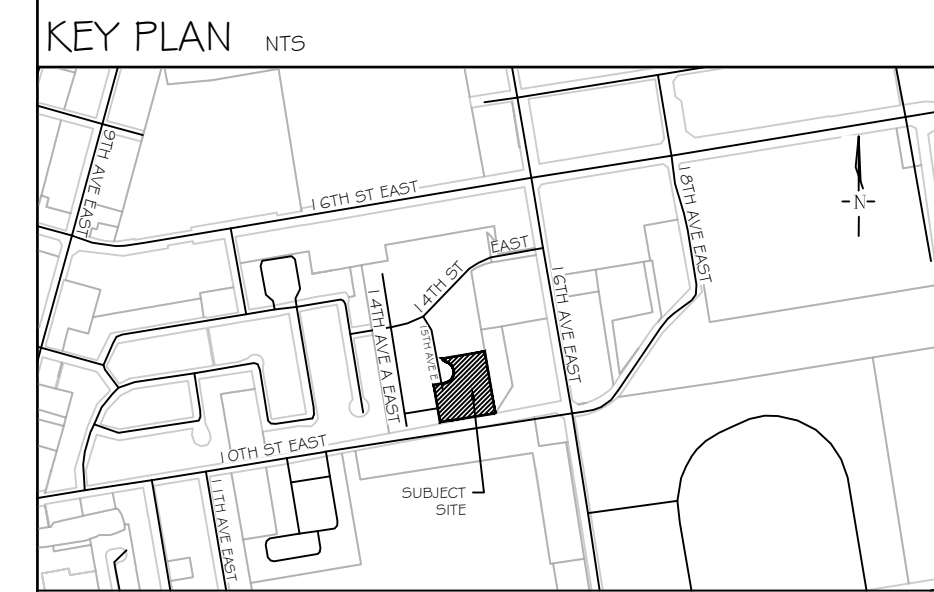 KEY PLAN NTS
9TH AVE EAST
16TH ST EAST
18TH AVE EAST
N
14TH ST EAST
14TH AVE A EAST
15TH AVE E
16TH AVE EAST
10TH ST EAST
11TH AVE EAST
SUBJECT
SITE